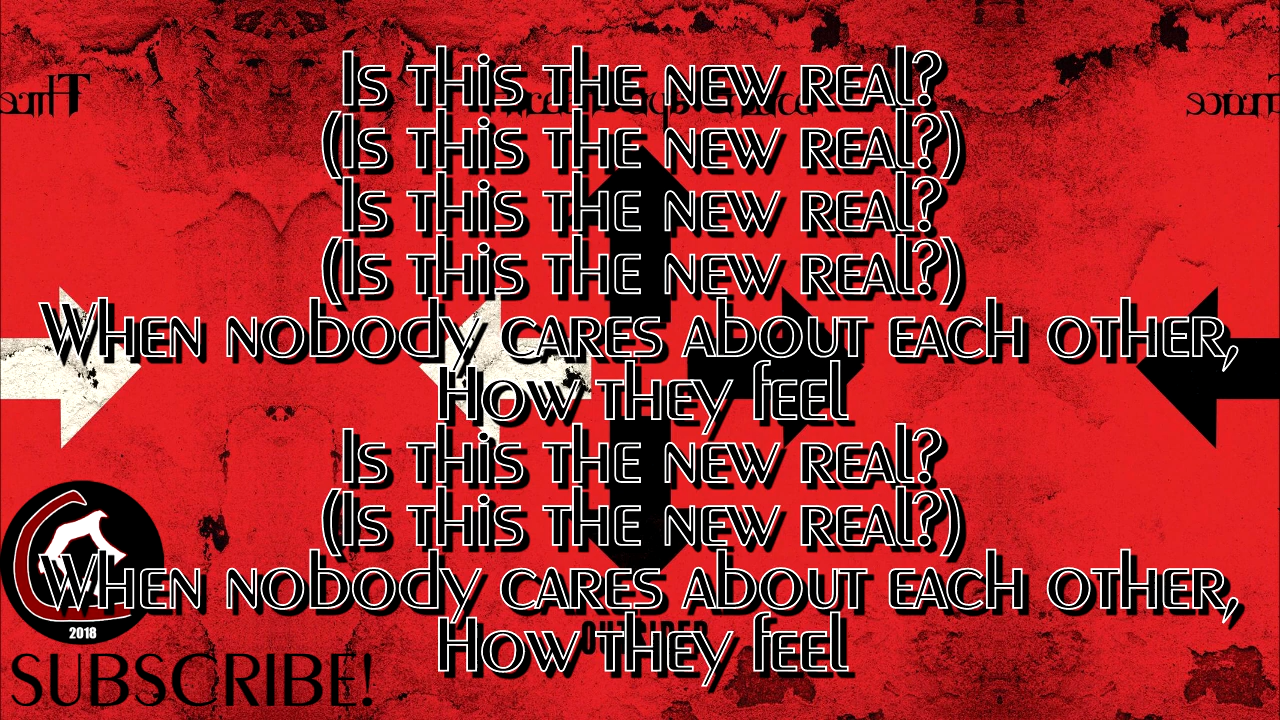 Is this the new real?
(Is this the new real?)
Is this the new real?
(Is this the new real?)
When nobody cares about each other,
How they feel
Is this the new real?
(Is this the new real?)
When nobody cares about each other,
How they feel
2018
SUBSCRIBE!